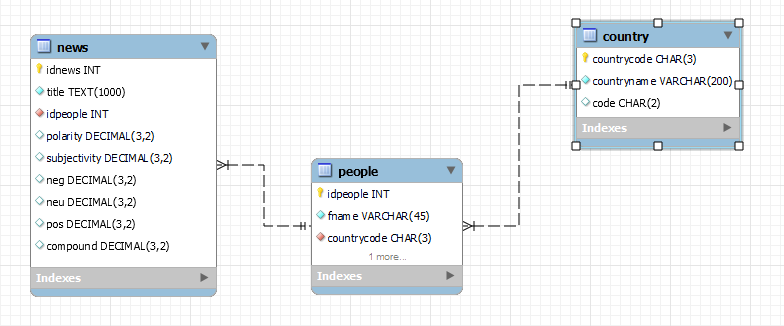 news
idnews INT
title TEXT(1000)
idpeople INT
polarity DECIMAL(3,2)
subjectivity DECIMAL(3,2)
neg DECIMAL(3,2)
neu DECIMAL(3,2)
pos DECIMAL(3,2)
compound DECIMAL(3,2)
Indexes
people
idpeople INT
fname VARCHAR(45)
countrycode CHAR(3)
1 more...
Indexes
country
countrycode CHAR(3)
countryname VARCHAR(200)
code CHAR(2)
Indexes